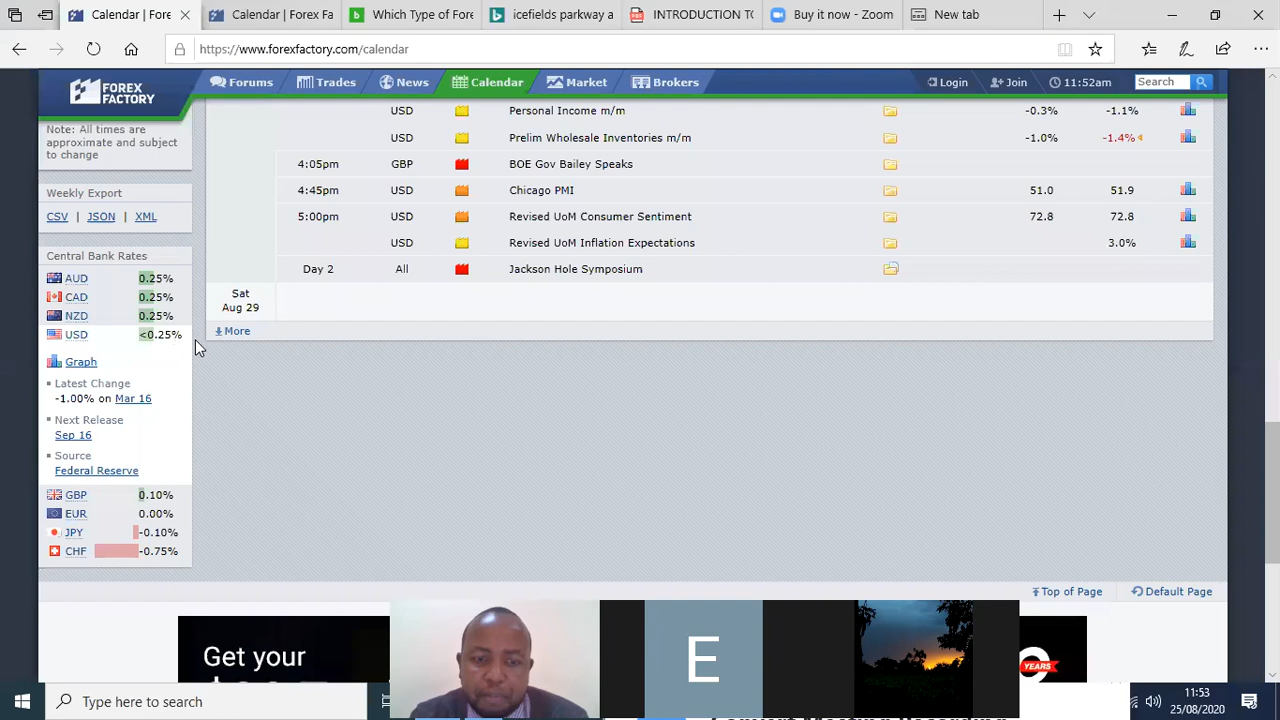 Calendar | Fore
Calendar | Fa
Which Type of Fore
icefields parkway a
INTRODUCTION TO
Buy it now - Zoom
New tab
https://www.forexfactory.com/calendar
FOREX FACTORY
Forums
Trades
News
Calendar
Market
Brokers
Login
Join
11:52am
Search
Note: All times are
approximate and subject
to change
Weekly Export
CSV | JSON | XML
Central Bank Rates
AUD 0.25%
CAD 0.25%
NZD 0.25%
USD <0.25%
Graph
Latest Change
-1.00% on Mar 16
Next Release
Sep 16
Source
Federal Reserve
GBP 0.10%
EUR 0.00%
JPY -0.10%
CHF -0.75%
USD Personal Income m/m -0.3% -1.1%
USD Prelim Wholesale Inventories m/m -1.0% -1.4%
4:05pm GBP BOE Gov Bailey Speaks
4:45pm USD Chicago PMI 51.0 51.9
5:00pm USD Revised UoM Consumer Sentiment 72.8 72.8
USD Revised UoM Inflation Expectations 3.0%
Day 2 All Jackson Hole Symposium
Sat
Aug 29
More
Top of Page
Default Page
Get your
E
YEARS
Type here to search
11:53
25/08/2020